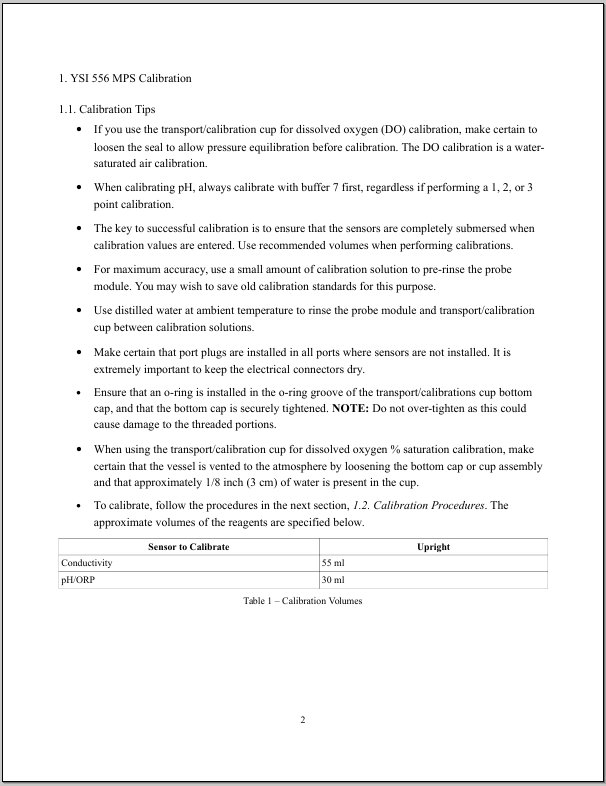 1. YSI 556 MPS Calibration
1.1. Calibration Tips
• If you use the transport/calibration cup for dissolved oxygen (DO) calibration, make certain to
loosen the seal to allow pressure equilibration before calibration. The DO calibration is a water-
saturated air calibration.
• When calibrating pH, always calibrate with buffer 7 first, regardless if performing a 1, 2, or 3
point calibration.
• The key to successful calibration is to ensure that the sensors are completely submersed when
calibration values are entered. Use recommended volumes when performing calibrations.
• For maximum accuracy, use a small amount of calibration solution to pre-rinse the probe
module. You may wish to save old calibration standards for this purpose.
• Use distilled water at ambient temperature to rinse the probe module and transport/calibration
cup between calibration solutions.
• Make certain that port plugs are installed in all ports where sensors are not installed. It is
extremely important to keep the electrical connectors dry.
• Ensure that an o-ring is installed in the o-ring groove of the transport/calibrations cup bottom
cap, and that the bottom cap is securely tightened. NOTE: Do not over-tighten as this could
cause damage to the threaded portions.
• When using the transport/calibration cup for dissolved oxygen % saturation calibration, make
certain that the vessel is vented to the atmosphere by loosening the bottom cap or cup assembly
and that approximately 1/8 inch (3 cm) of water is present in the cup.
• To calibrate, follow the procedures in the next section, 1.2. Calibration Procedures. The
approximate volumes of the reagents are specified below.
Sensor to Calibrate Upright
Conductivity 55 ml
pH/ORP 30 ml
Table 1 – Calibration Volumes
2